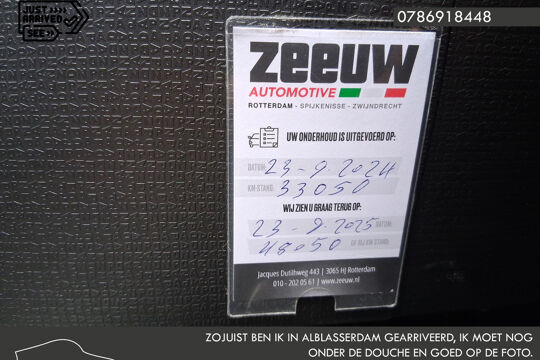 JUST
ARRIVED
SEE
0786918448
zeeuw
AUTOMOTIVE
ROTTERDAM - SPIJKENISSE - ZWIJNDRECHT
UW ONDERHOUD IS UITGEVOERD OP:
DATUM: 23-9-2024
KM-STAND: 33050
WIJ ZIEN U GRAAG TERUG OP:
23-9-2025 DATUM:
48050 OF BIJ KM-STAND:
Jacques Dutilhweg 443 | 3065 HJ Rotterdam
010 - 202 05 61 | www.zeeuw.nl
ZOJUIST BEN IK IN ALBLASSERDAM GEARRIVEERD, IK MOET NOG
ONDER DE DOUCHE EN GOED OP DE FOTO.